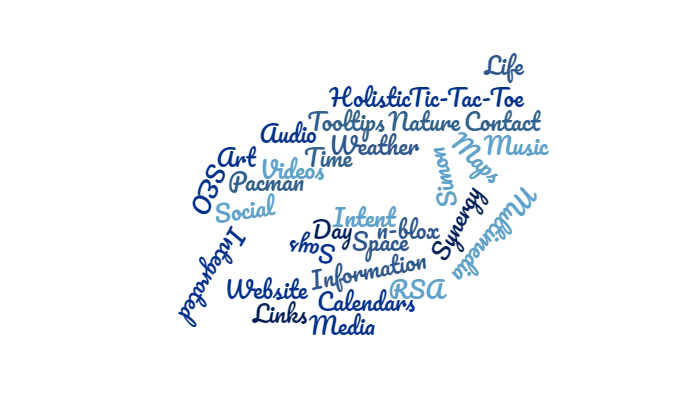 Life
HolisticTic-Tac-Toe
Tooltips Nature Contact
Audio
Weather
Maps
Music
Art
Time
Simon
Videos
SEO
Pacman
Social
Multimedia
Synergy
Intent
Day
n-blox
Says
Space
Integrated
Information
Website
RSA
Calendars
Links
Media